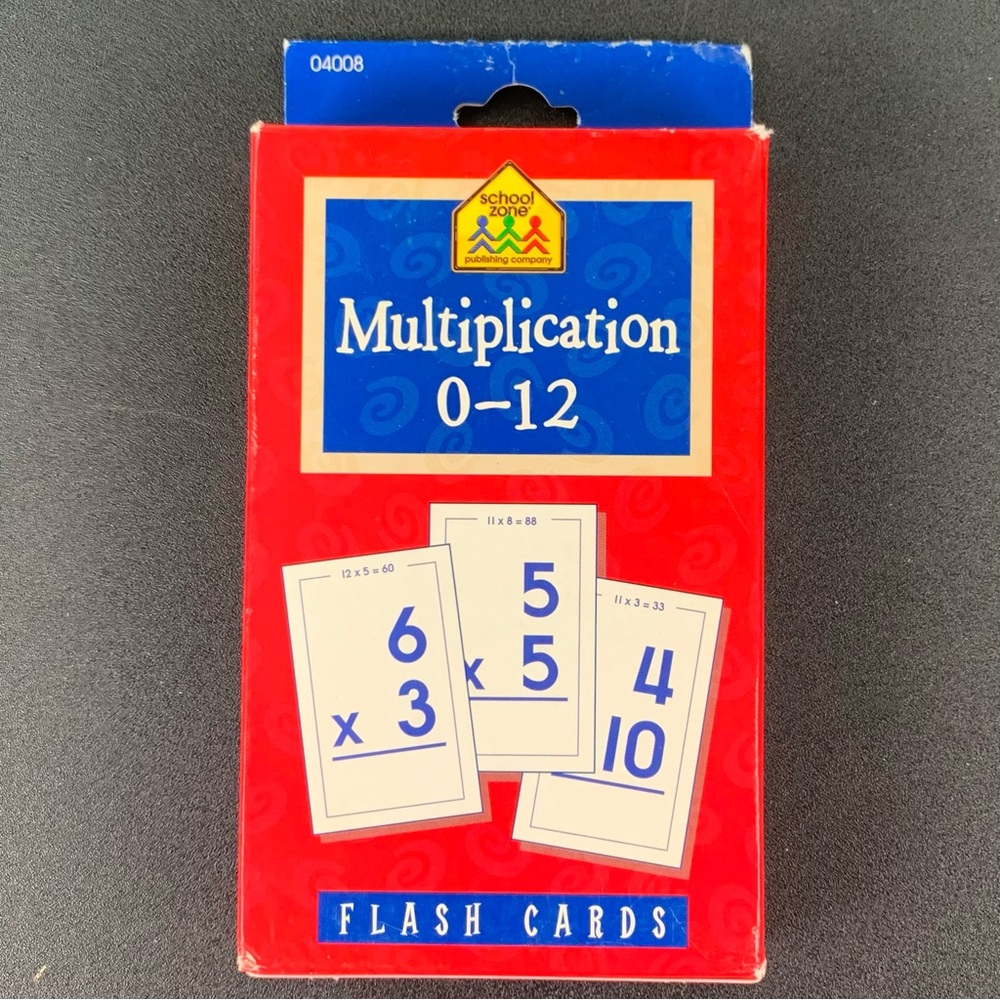 04008
school
zone®
publishing company
Multiplication
0–12
11 x 8 = 88
5
x 5
12 x 5 = 60
6
x 3
11 x 3 = 33
4
10
FLASH CARDS